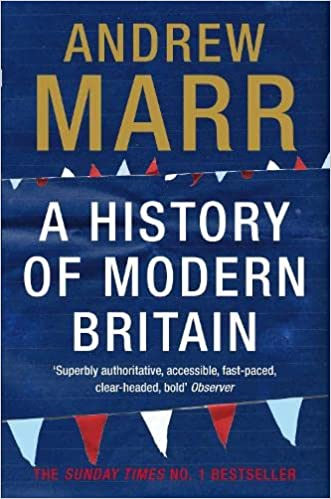 ANDREW
MARR
A HISTORY
OF MODERN
BRITAIN
‘Superbly authoritative, accessible, fast-paced,
clear-headed, bold’ Observer
THE SUNDAY TIMES NO. 1 BESTSELLER